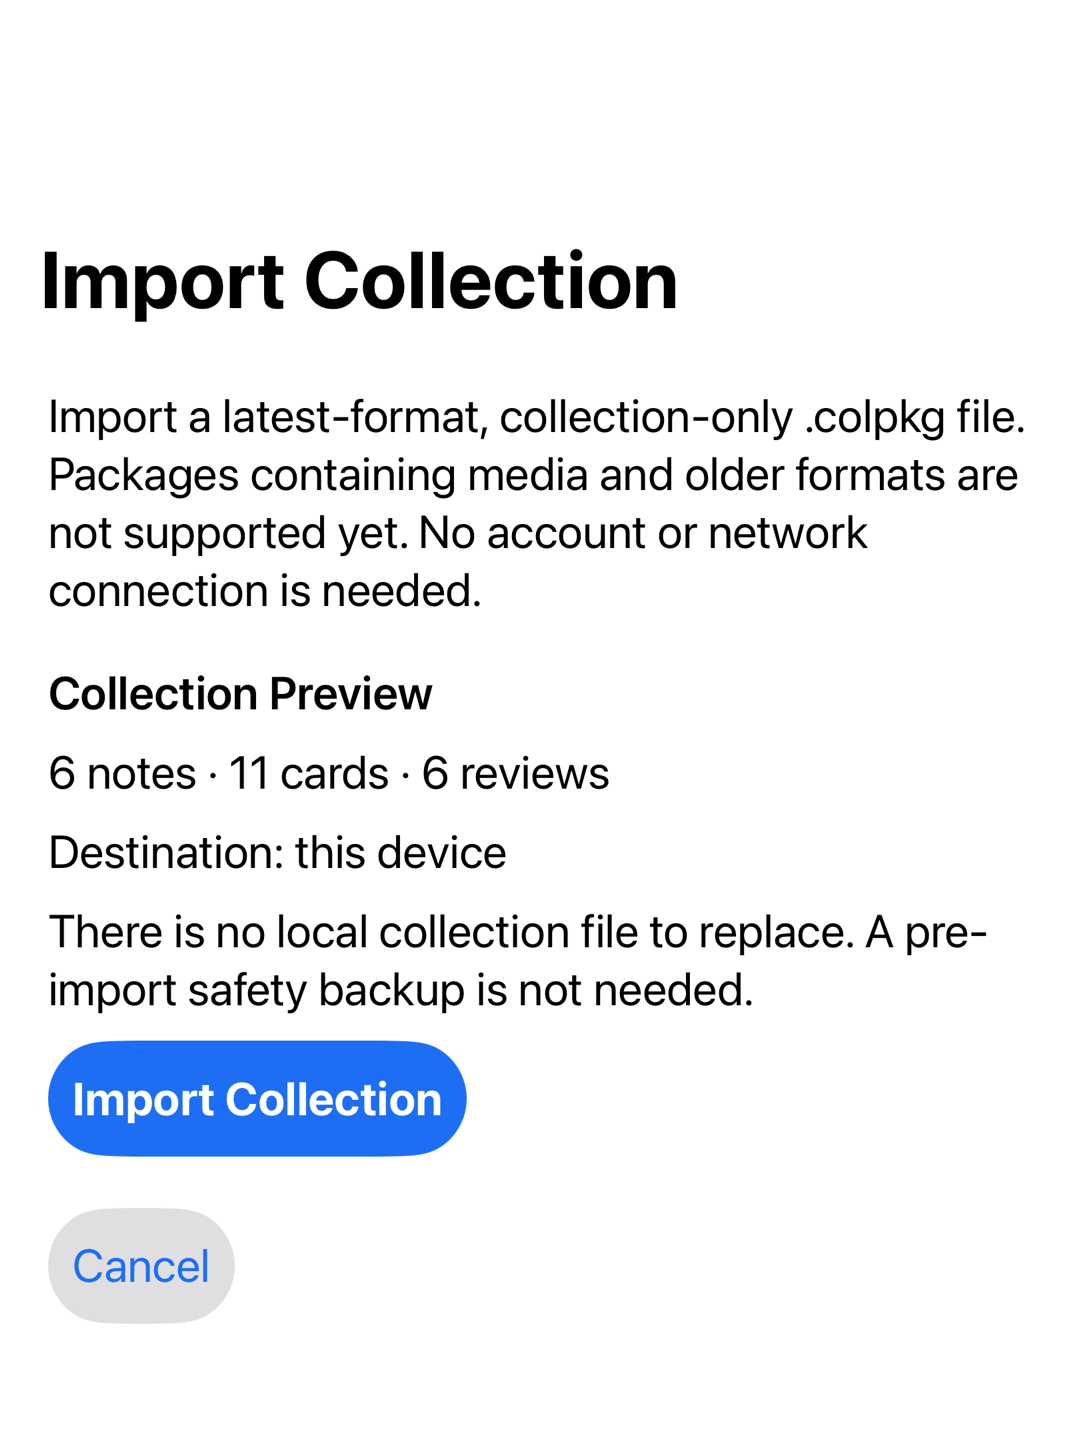 Import Collection
Import a latest-format, collection-only .colpkg file.
Packages containing media and older formats are
not supported yet. No account or network
connection is needed.
Collection Preview
6 notes · 11 cards · 6 reviews
Destination: this device
There is no local collection file to replace. A pre-
import safety backup is not needed.
Import Collection
Cancel